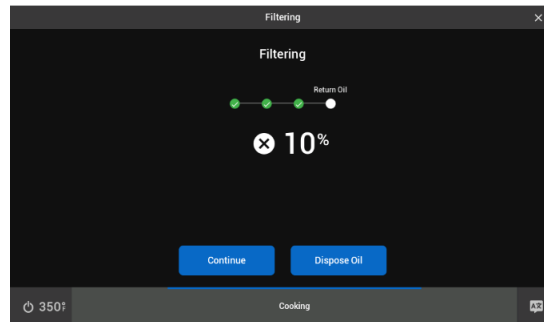 Filtering
Filtering
Return Oil
10%
Continue
Dispose Oil
350°F
Cooking